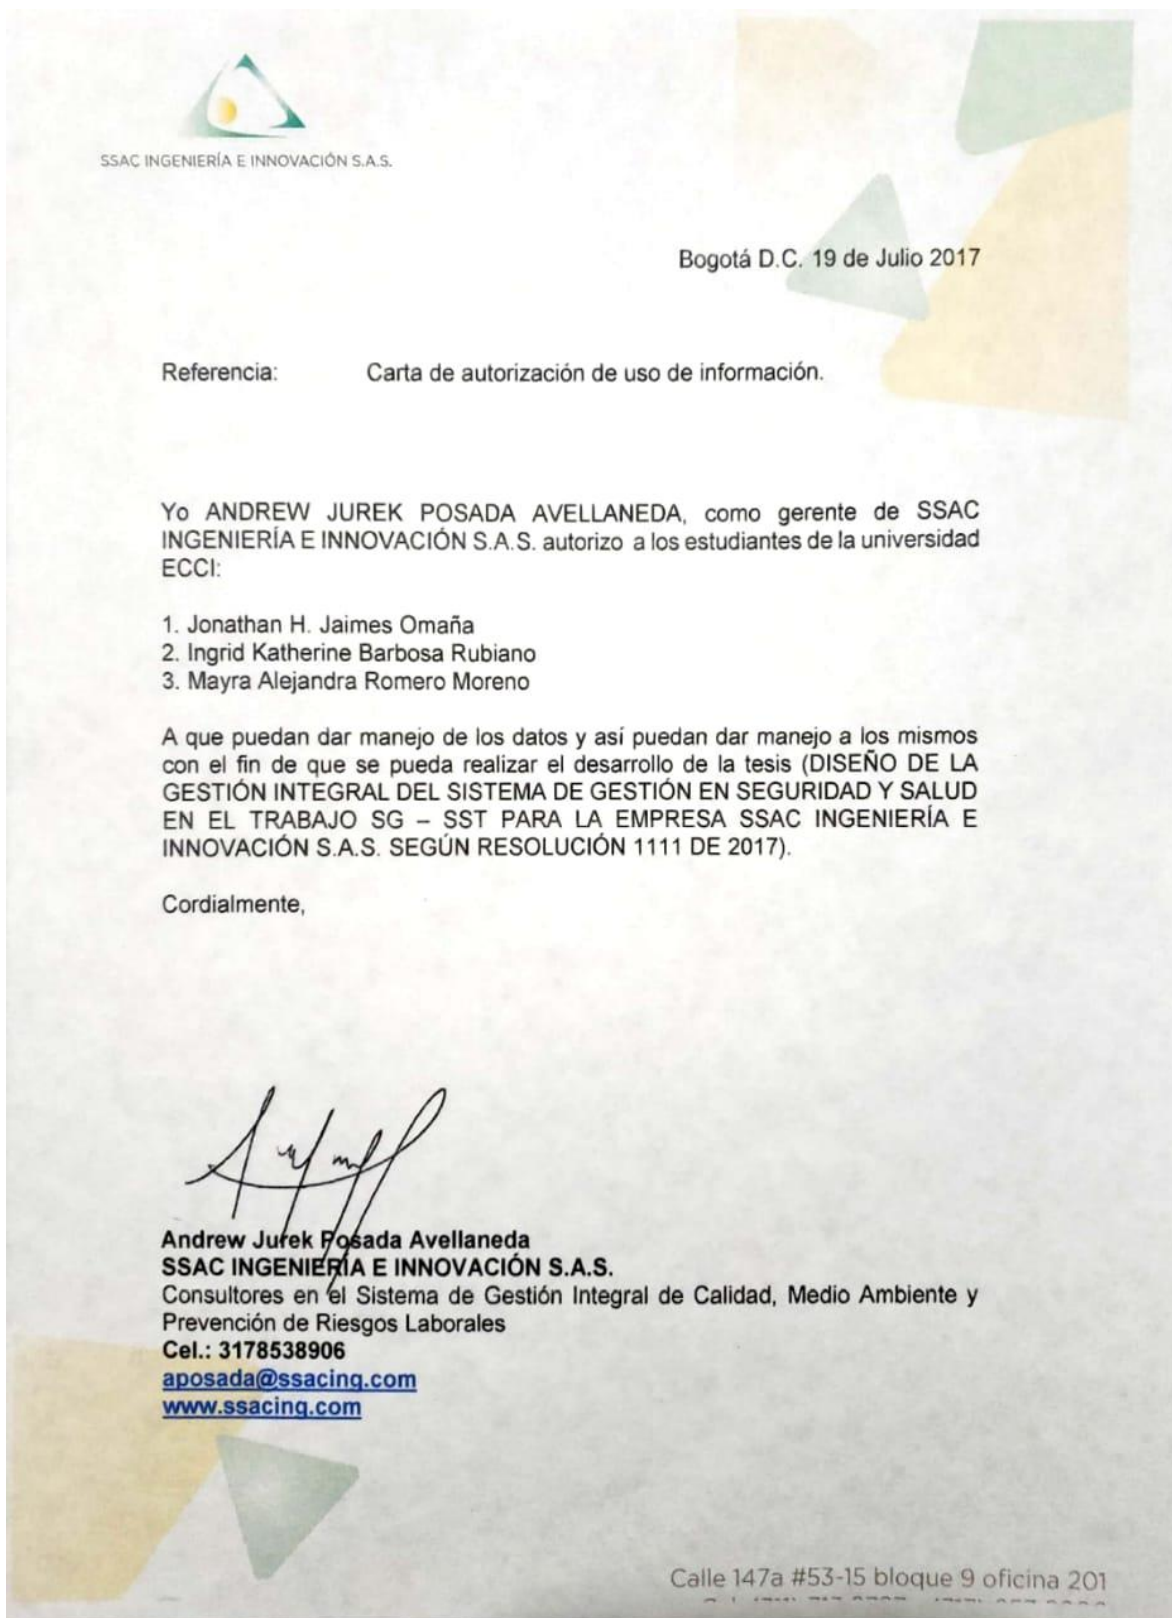 SSAC INGENIERÍA E INNOVACIÓN S.A.S.
Bogotá D.C. 19 de Julio 2017
Referencia: Carta de autorización de uso de información.
Yo ANDREW JUREK POSADA AVELLANEDA, como gerente de SSAC
INGENIERÍA E INNOVACIÓN S.A.S. autorizo a los estudiantes de la universidad
ECCI:
1. Jonathan H. Jaimes Omaña
2. Ingrid Katherine Barbosa Rubiano
3. Mayra Alejandra Romero Moreno
A que puedan dar manejo de los datos y así puedan dar manejo a los mismos
con el fin de que se pueda realizar el desarrollo de la tesis (DISEÑO DE LA
GESTIÓN INTEGRAL DEL SISTEMA DE GESTIÓN EN SEGURIDAD Y SALUD
EN EL TRABAJO SG – SST PARA LA EMPRESA SSAC INGENIERÍA E
INNOVACIÓN S.A.S. SEGÚN RESOLUCIÓN 1111 DE 2017).
Cordialmente,
Andrew Jurek Posada Avellaneda
SSAC INGENIERÍA E INNOVACIÓN S.A.S.
Consultores en el Sistema de Gestión Integral de Calidad, Medio Ambiente y
Prevención de Riesgos Laborales
Cel.: 3178538906
aposada@ssacing.com
www.ssacing.com
Calle 147a #53-15 bloque 9 oficina 201